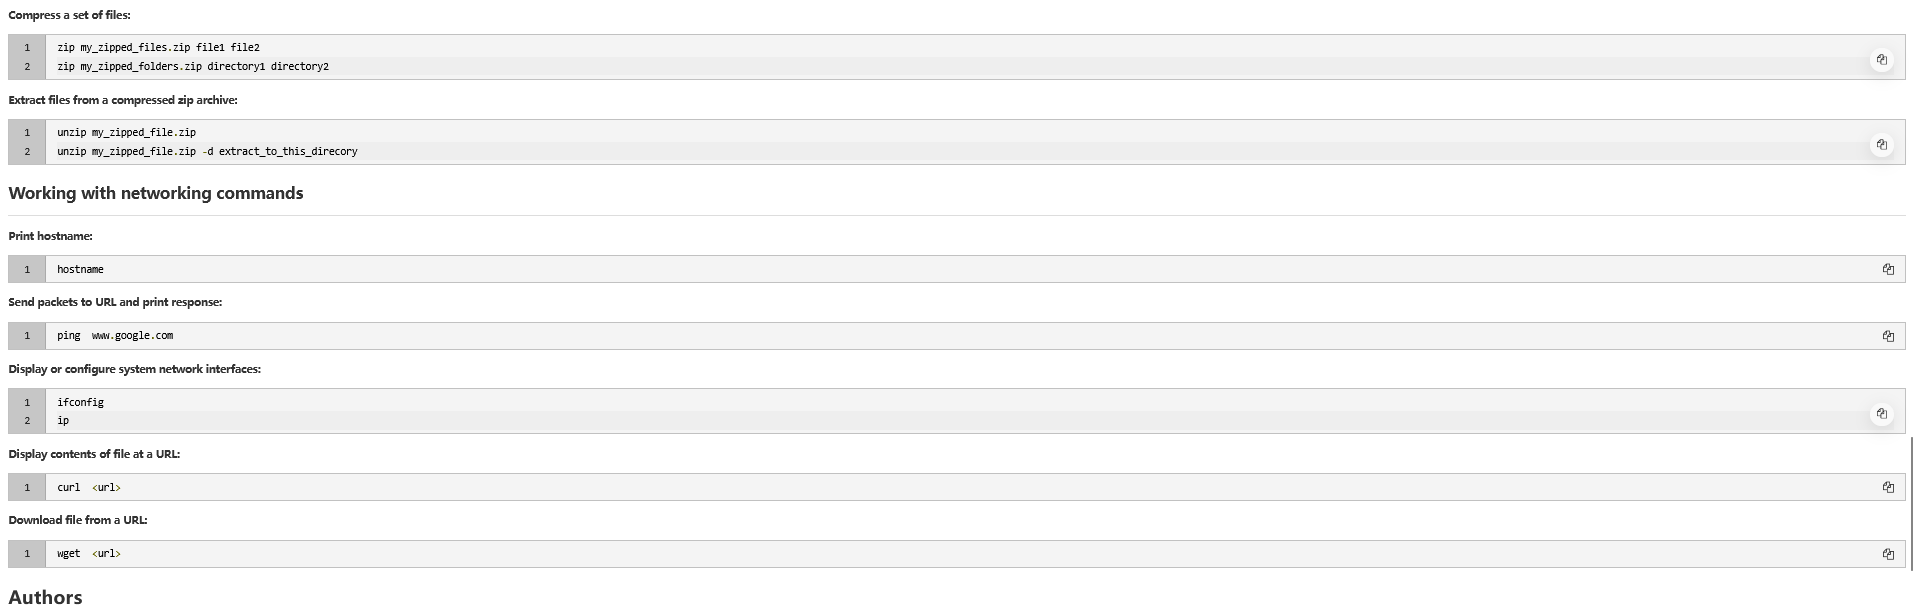 Compress a set of files:
1 zip my_zipped_files.zip file1 file2
2 zip my_zipped_folders.zip directory1 directory2
Extract files from a compressed zip archive:
1 unzip my_zipped_file.zip
2 unzip my_zipped_file.zip -d extract_to_this_direcory
Working with networking commands
Print hostname:
1 hostname
Send packets to URL and print response:
1 ping  www.google.com
Display or configure system network interfaces:
1 ifconfig
2 ip
Display contents of file at a URL:
1 curl  <url>
Download file from a URL:
1 wget  <url>
Authors